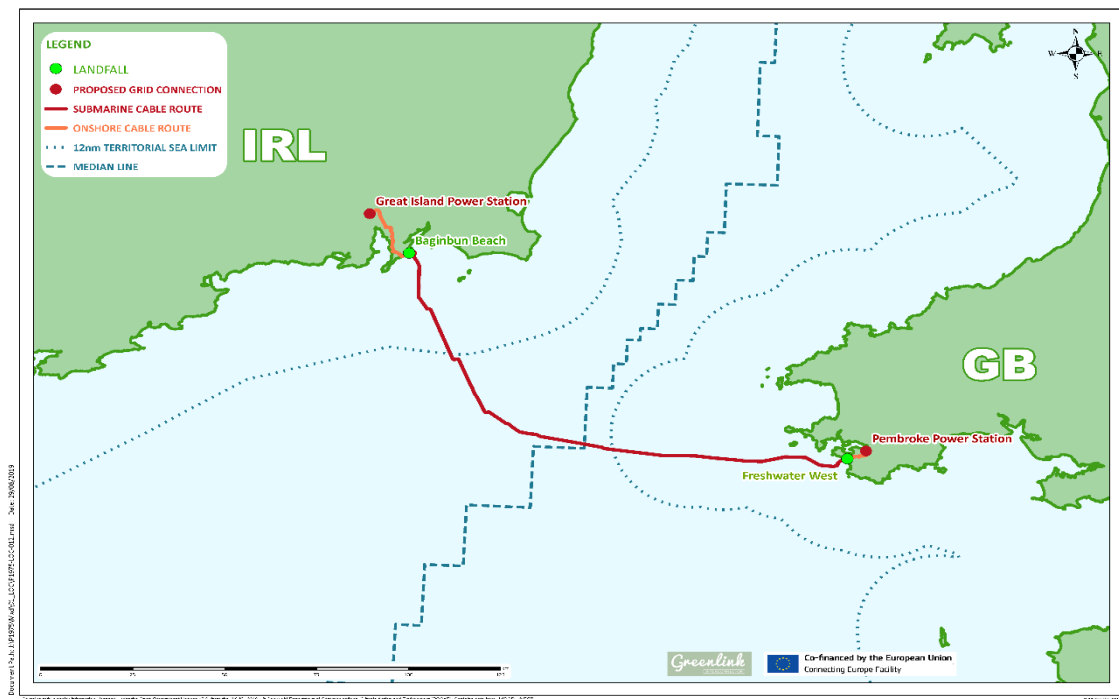 LEGEND
LANDFALL
PROPOSED GRID CONNECTION
SUBMARINE CABLE ROUTE
ONSHORE CABLE ROUTE
12nm TERRITORIAL SEA LIMIT
MEDIAN LINE
N
W E
S
IRL
Great Island Power Station
Baginbun Beach
GB
Pembroke Power Station
Freshwater West
0
Greenlink
Co-financed by the European Union
Connecting Europe Facility